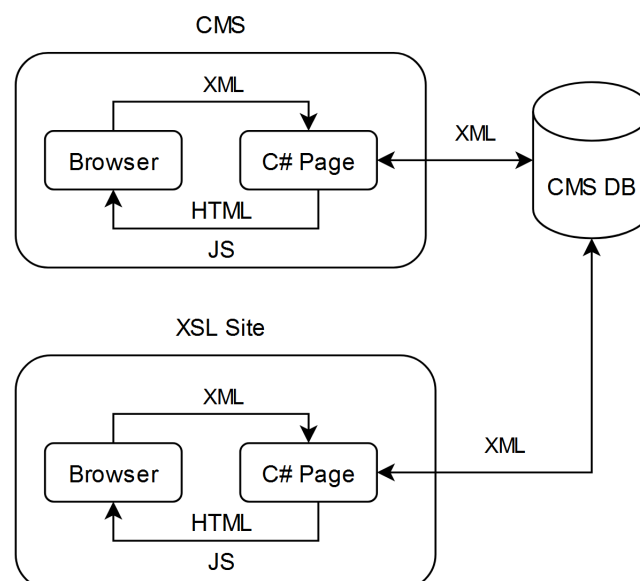 CMS
XML
Browser
C# Page
HTML
JS
XML
CMS DB
XSL Site
XML
Browser
C# Page
HTML
JS
XML